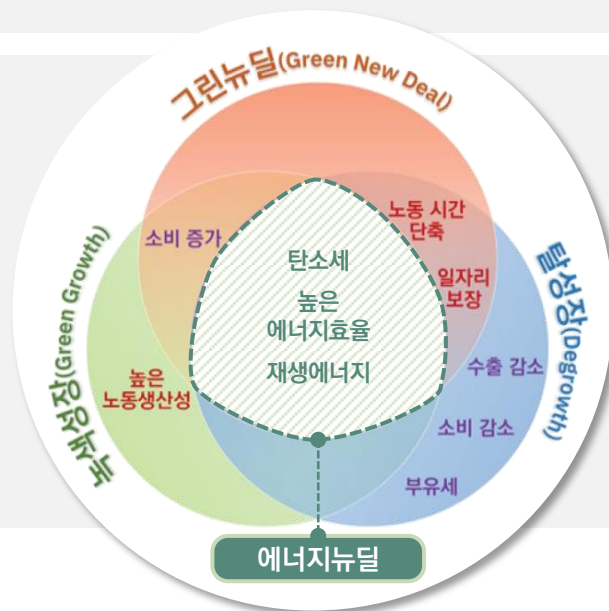 그린뉴딜(Green New Deal)
소비 증가
노동 시간
단축
탄소세
높은
에너지효율
재생에너지
일자리
보장
녹색성장(Green Growth)
탈성장(Degrowth)
높은
노동생산성
수출 감소
소비 감소
부유세
에너지뉴딜